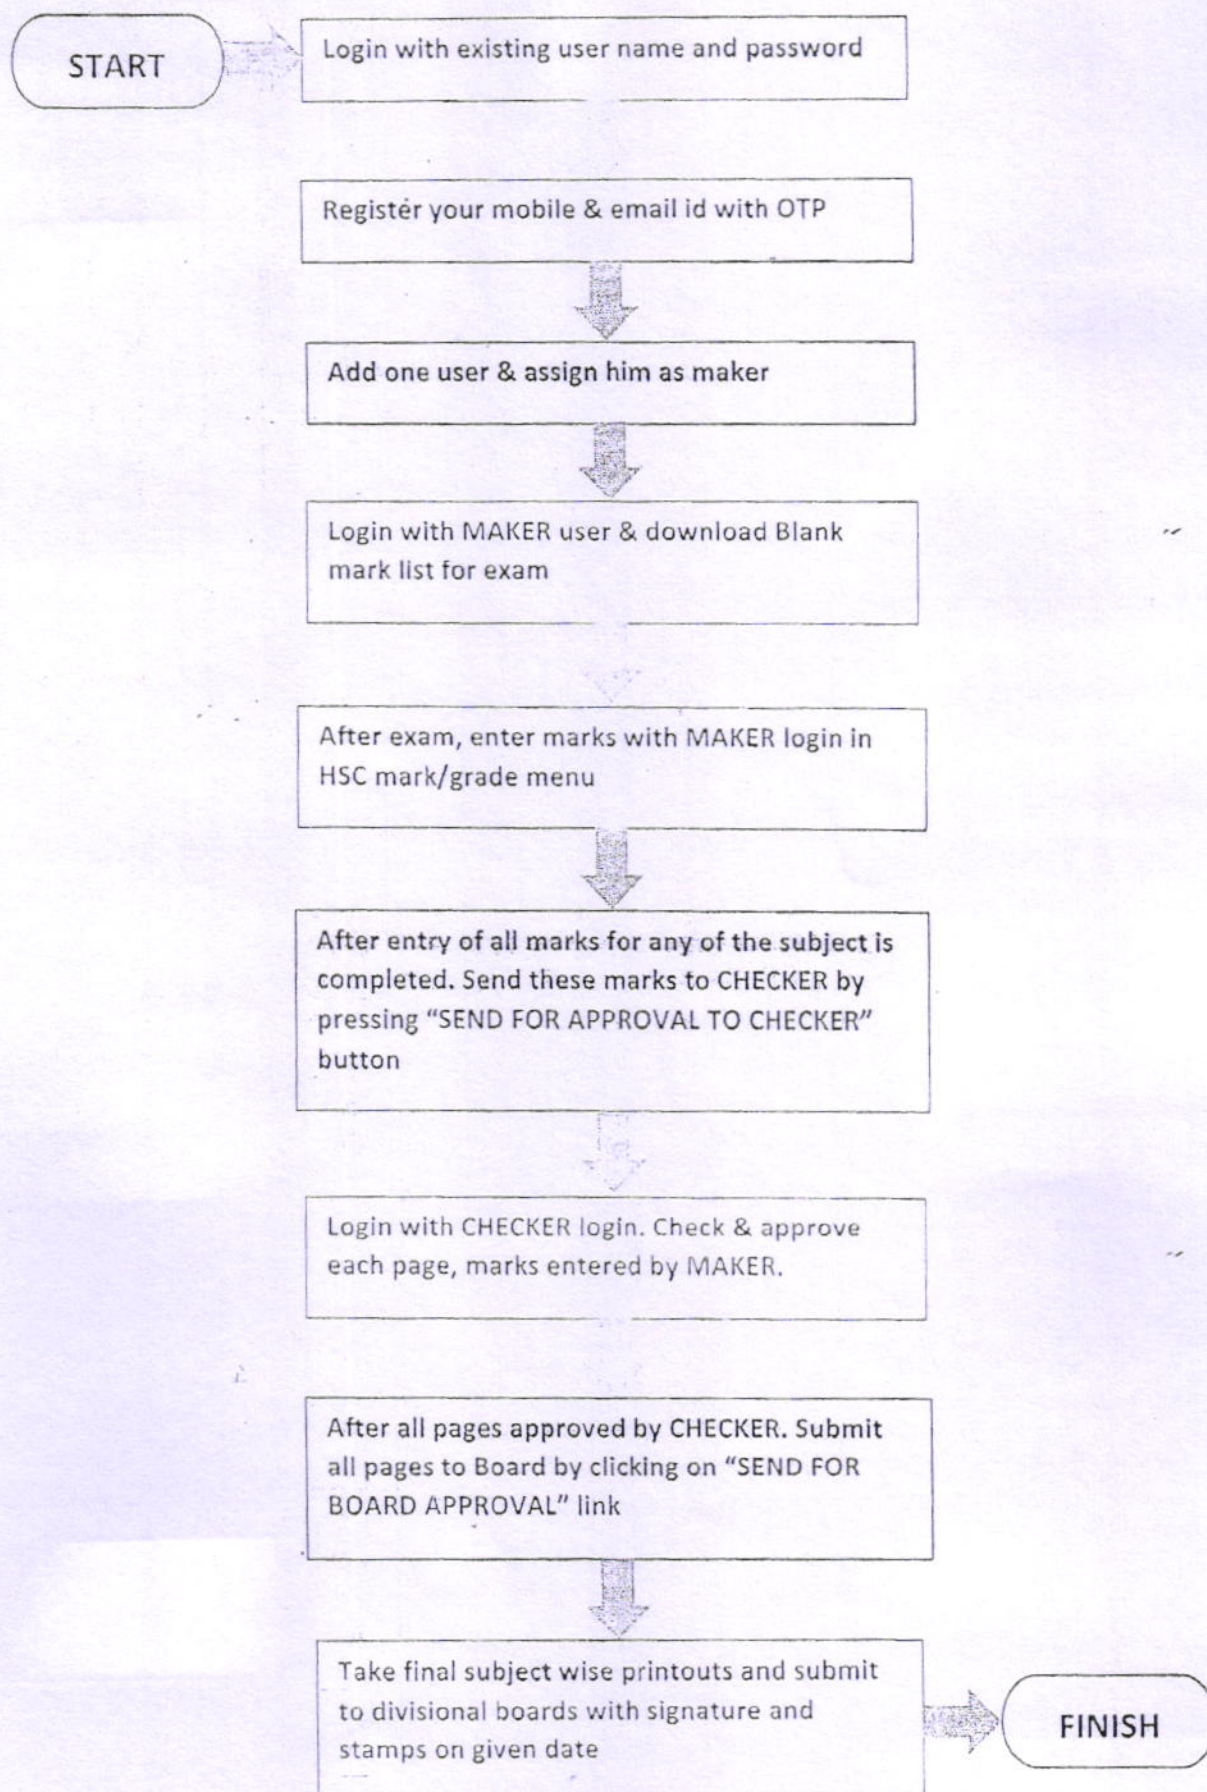 START
Login with existing user name and password
Register your mobile & email id with OTP
Add one user & assign him as maker
Login with MAKER user & download Blank
mark list for exam
After exam, enter marks with MAKER login in
HSC mark/grade menu
After entry of all marks for any of the subject is
completed. Send these marks to CHECKER by
pressing “SEND FOR APPROVAL TO CHECKER”
button
Login with CHECKER login. Check & approve
each page, marks entered by MAKER.
After all pages approved by CHECKER. Submit
all pages to Board by clicking on “SEND FOR
BOARD APPROVAL” link
Take final subject wise printouts and submit
to divisional boards with signature and
stamps on given date
FINISH